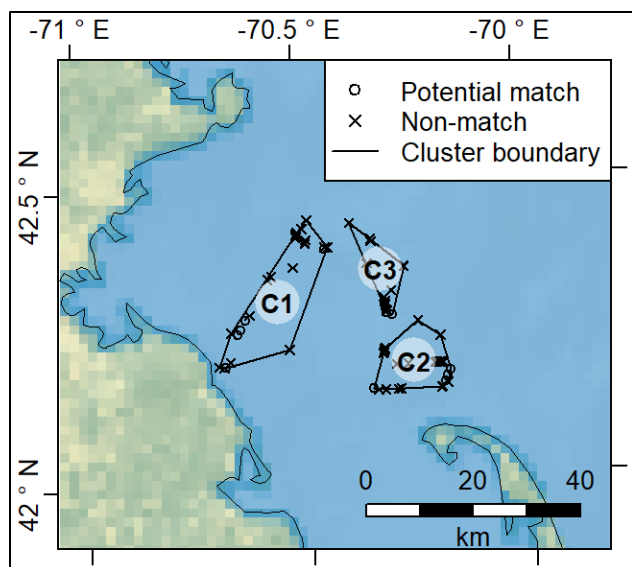 -71 ° E -70.5 ° E -70 ° E
Potential match
Non-match
Cluster boundary
42.5 ° N
C3
C1
C2
42 ° N
0 20 40
km